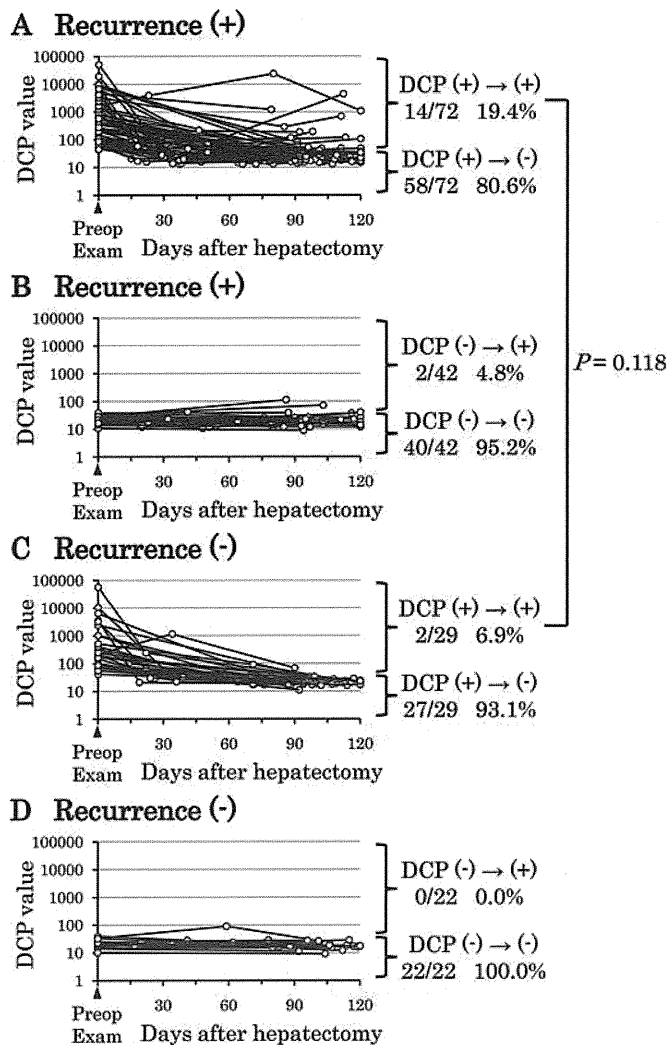 A Recurrence (+)
DCP value
100000
10000
1000
100
10
1
30 60 90 120
Preop
Exam
Days after hepatectomy
DCP (+) → (+)
14/72 19.4%
DCP (+) → (-)
58/72 80.6%
B Recurrence (+)
DCP value
100000
10000
1000
100
10
1
30 60 90 120
Preop
Exam
Days after hepatectomy
DCP (-) → (+)
2/42 4.8%
DCP (-) → (-)
40/42 95.2%
P = 0.118
C Recurrence (-)
DCP value
100000
10000
1000
100
10
1
30 60 90 120
Preop
Exam
Days after hepatectomy
DCP (+) → (+)
2/29 6.9%
DCP (+) → (-)
27/29 93.1%
D Recurrence (-)
DCP value
100000
10000
1000
100
10
1
30 60 90 120
Preop
Exam
Days after hepatectomy
DCP (-) → (+)
0/22 0.0%
DCP (-) → (-)
22/22 100.0%